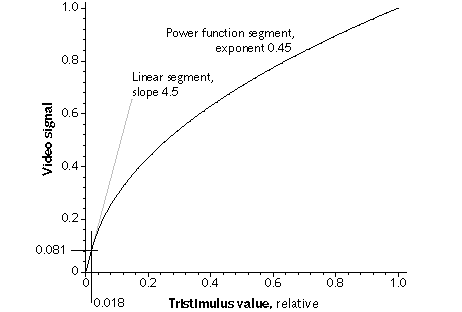 1.0
Power function segment,
exponent 0.45
0.8
Linear segment,
slope 4.5
0.6
Video signal
0.4
0.2
0.081
0
0 0.2 0.4 0.6 0.8 1.0
0.018
Tristimulus value, relative